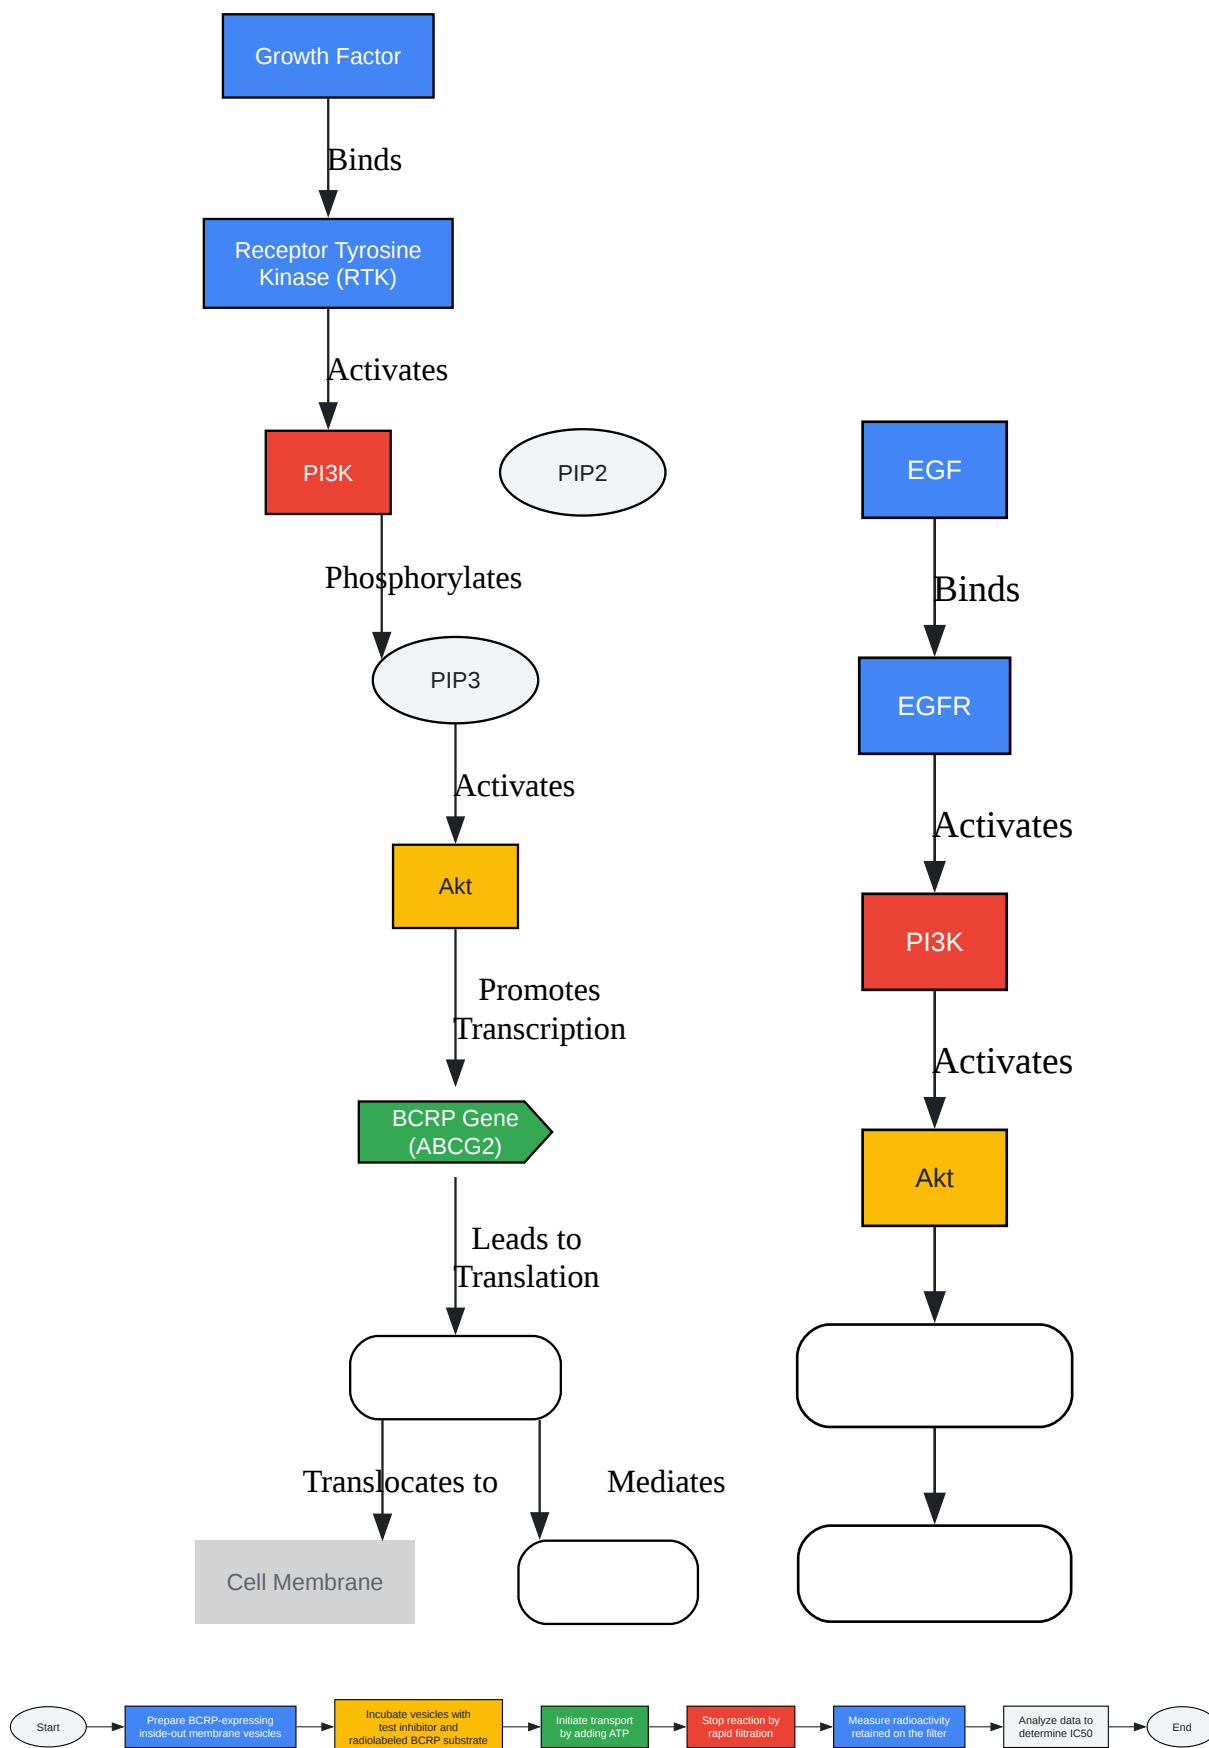 Growth Factor
Binds
Receptor Tyrosine
Kinase (RTK)
Activates
PI3K
PIP2
Phosphorylates
PIP3
Activates
Akt
Promotes
Transcription
BCRP Gene
(ABCG2)
Leads to
Translation
Translocates to
Mediates
Cell Membrane
EGF
Binds
EGFR
Activates
PI3K
Activates
Akt
Start
Prepare BCRP-expressing
inside-out membrane vesicles
Incubate vesicles with
test inhibitor and
radiolabeled BCRP substrate
Initiate transport
by adding ATP
Stop reaction by
rapid filtration
Measure radioactivity
retained on the filter
Analyze data to
determine IC50
End